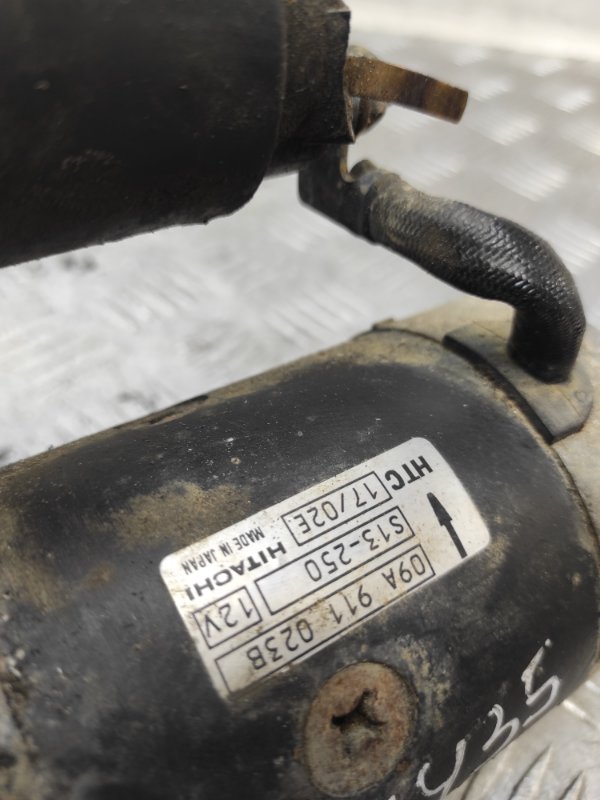 09A 911 023B
S13-250 12V
HITACHI
17/02E MADE IN JAPAN
HTC